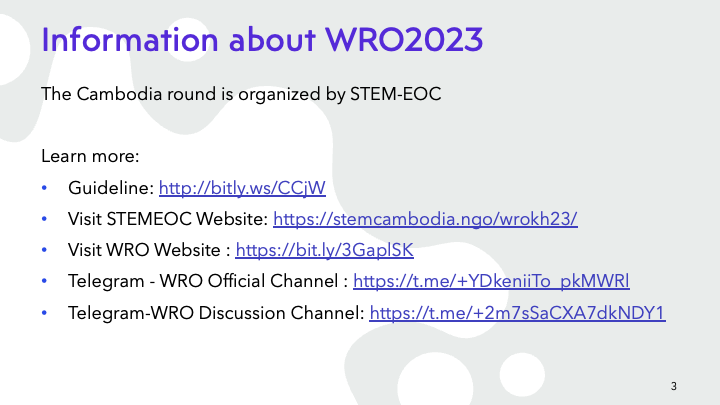 Information about WRO2023
The Cambodia round is organized by STEM-EOC
Learn more:
• Guideline: http://bitly.ws/CCjW
• Visit STEMEOC Website: https://stemcambodia.ngo/wrokh23/
• Visit WRO Website : https://bit.ly/3GaplSK
• Telegram - WRO Official Channel : https://t.me/+YDkeniiTo_pkMWRl
• Telegram-WRO Discussion Channel: https://t.me/+2m7sSaCXA7dkNDY1
3